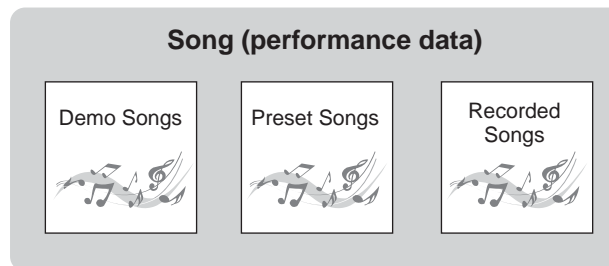 Song (performance data)
Demo Songs
Preset Songs
Recorded
Songs